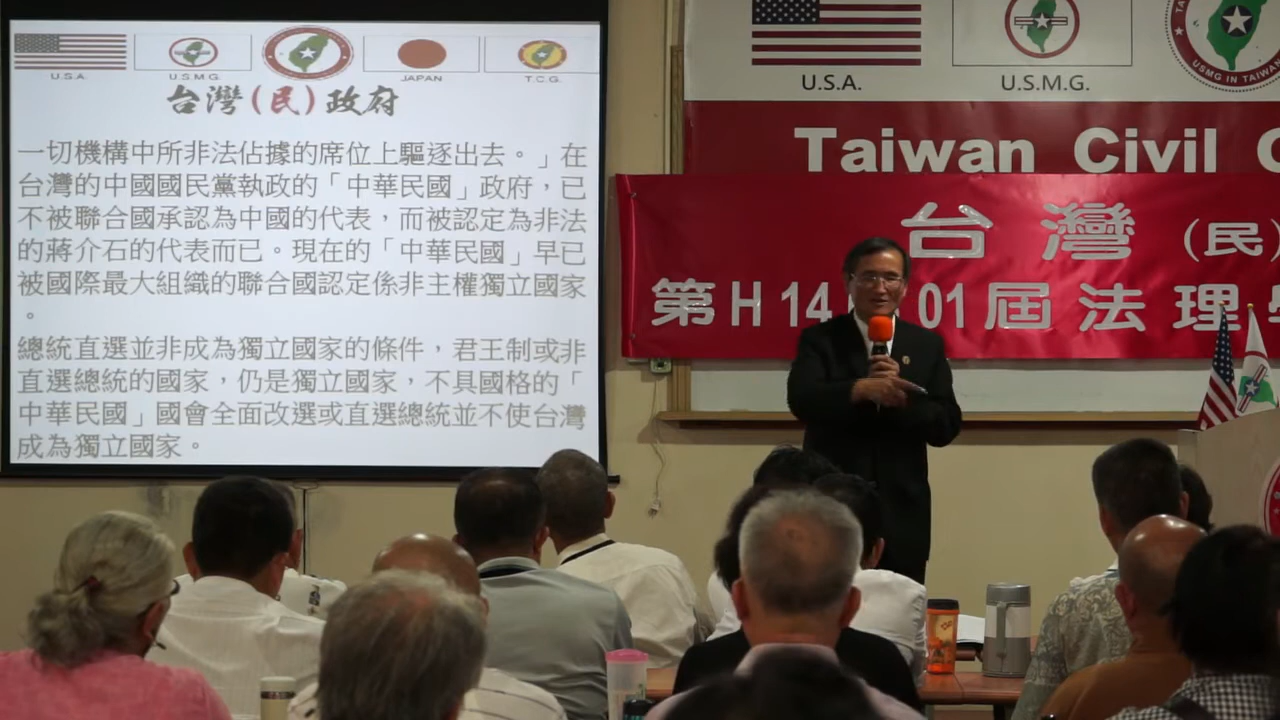 U.S.A.
U.S.M.G.
JAPAN
T.C.G.
台灣(民)政府
一切機構中所非法佔據的席位上驅逐出去。」在
台灣的中國國民黨執政的「中華民國」政府，已
不被聯合國承認為中國的代表，而被認定為非法
的蔣介石的代表而已。現在的「中華民國」早已
被國際最大組織的聯合國認定係非主權獨立國家
。
總統直選並非成為獨立國家的條件，君王制或非
直選總統的國家，仍是獨立國家，不具國格的「
中華民國」國會全面改選或直選總統並不使台灣
成為獨立國家。
U.S.A.
U.S.M.G.
USMG IN TAIWAN
Taiwan Civil
台灣(民)
第H14 01屆法理學